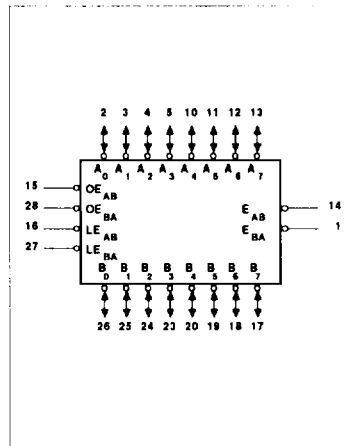 2 3 4 5 10 11 12 13
A0 A1 A2 A3 A4 A5 A6 A7
15 OEAB
28 OEBA EAB 14
16 LEAB EBA 1
27 LEBA
B0 B1 B2 B3 B4 B5 B6 B7
26 25 24 23 20 19 18 17